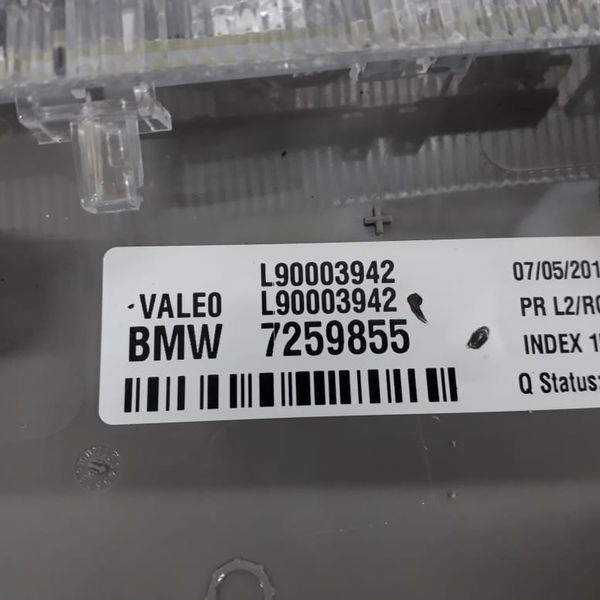 L90003942
VALEO L90003942
BMW 7259855
07/05/201
PR L2/R
INDEX 1
Q Status: